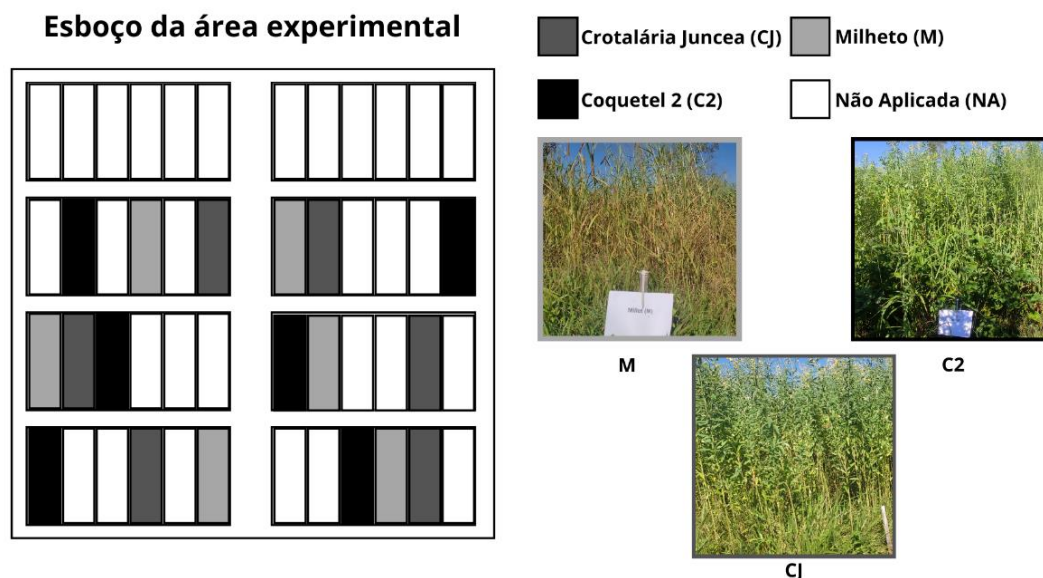 Esboço da área experimental
Crotalária Juncea (CJ)
Milheto (M)
Coquetel 2 (C2)
Não Aplicada (NA)
M
C2
CJ